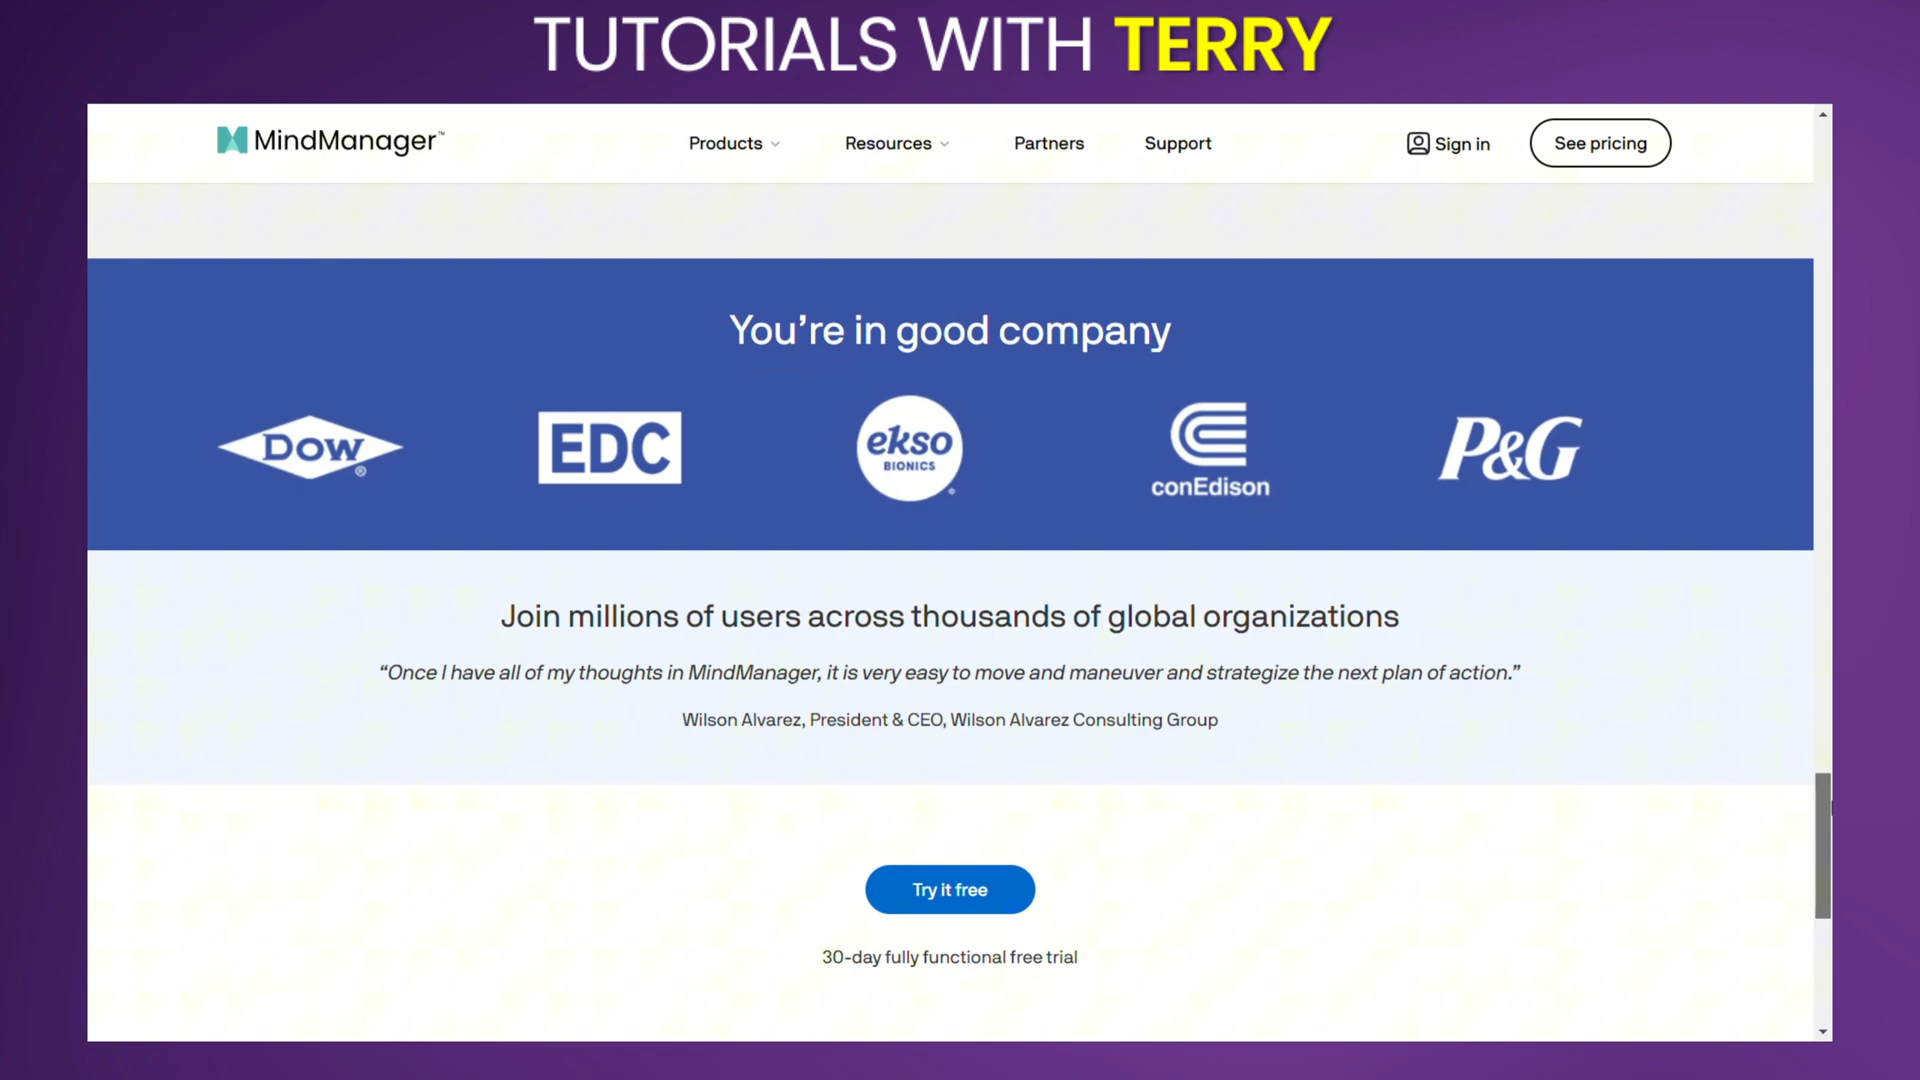 TUTORIALS WITH TERRY
MindManager™
Products
Resources
Partners
Support
Sign in
See pricing
You’re in good company
DOW®
EDC
ekso
BIONICS®
conEdison
P&G
Join millions of users across thousands of global organizations
“Once I have all of my thoughts in MindManager, it is very easy to move and maneuver and strategize the next plan of action.”
Wilson Alvarez, President & CEO, Wilson Alvarez Consulting Group
Try it free
30-day fully functional free trial